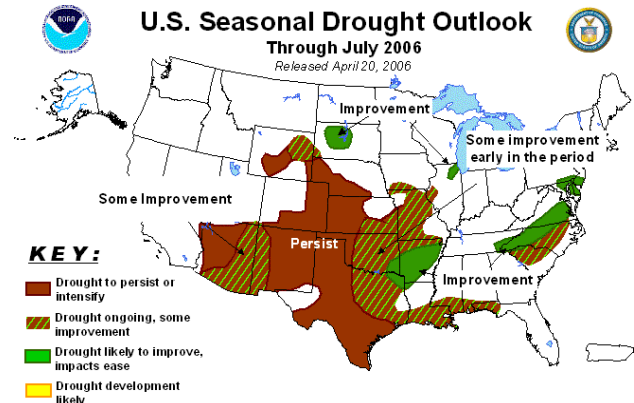 NOAA
U.S. Seasonal Drought Outlook
Through July 2006
Released April 20, 2006
Improvement
Some improvement
early in the period
Some Improvement
Persist
Improvement
KEY:
Drought to persist or
intensify
Drought ongoing, some
improvement
Drought likely to improve,
impacts ease
Drought development
likely